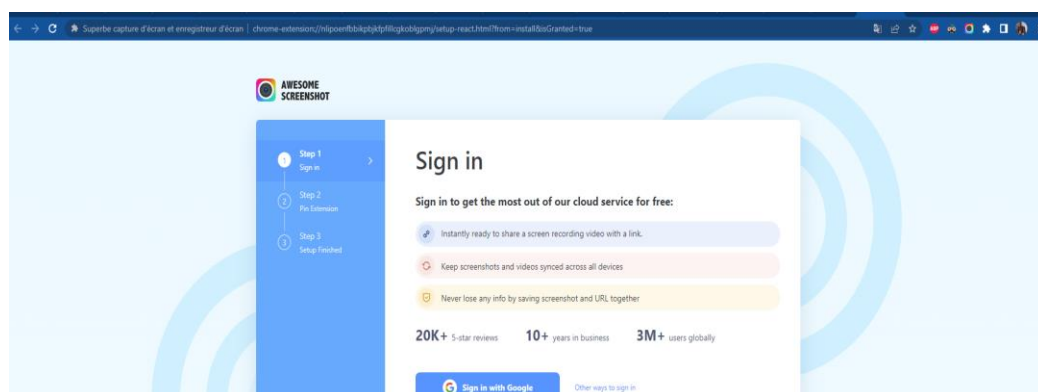 Superbe capture d'écran et enregistreur d'écran | chrome-extension://nlipoenfbbikpbjkfpfillcgkoblgpmj/setup-react.html?from=install&isGranted=true
AWESOME
SCREENSHOT
1 Step 1
Sign in
2 Step 2
Pin Extension
3 Step 3
Setup Finished
Sign in
Sign in to get the most out of our cloud service for free:
Instantly ready to share a screen recording video with a link.
Keep screenshots and videos synced across all devices
Never lose any info by saving screenshot and URL together
20K+ 5-star reviews 10+ years in business 3M+ users globally
Sign in with Google Other ways to sign in